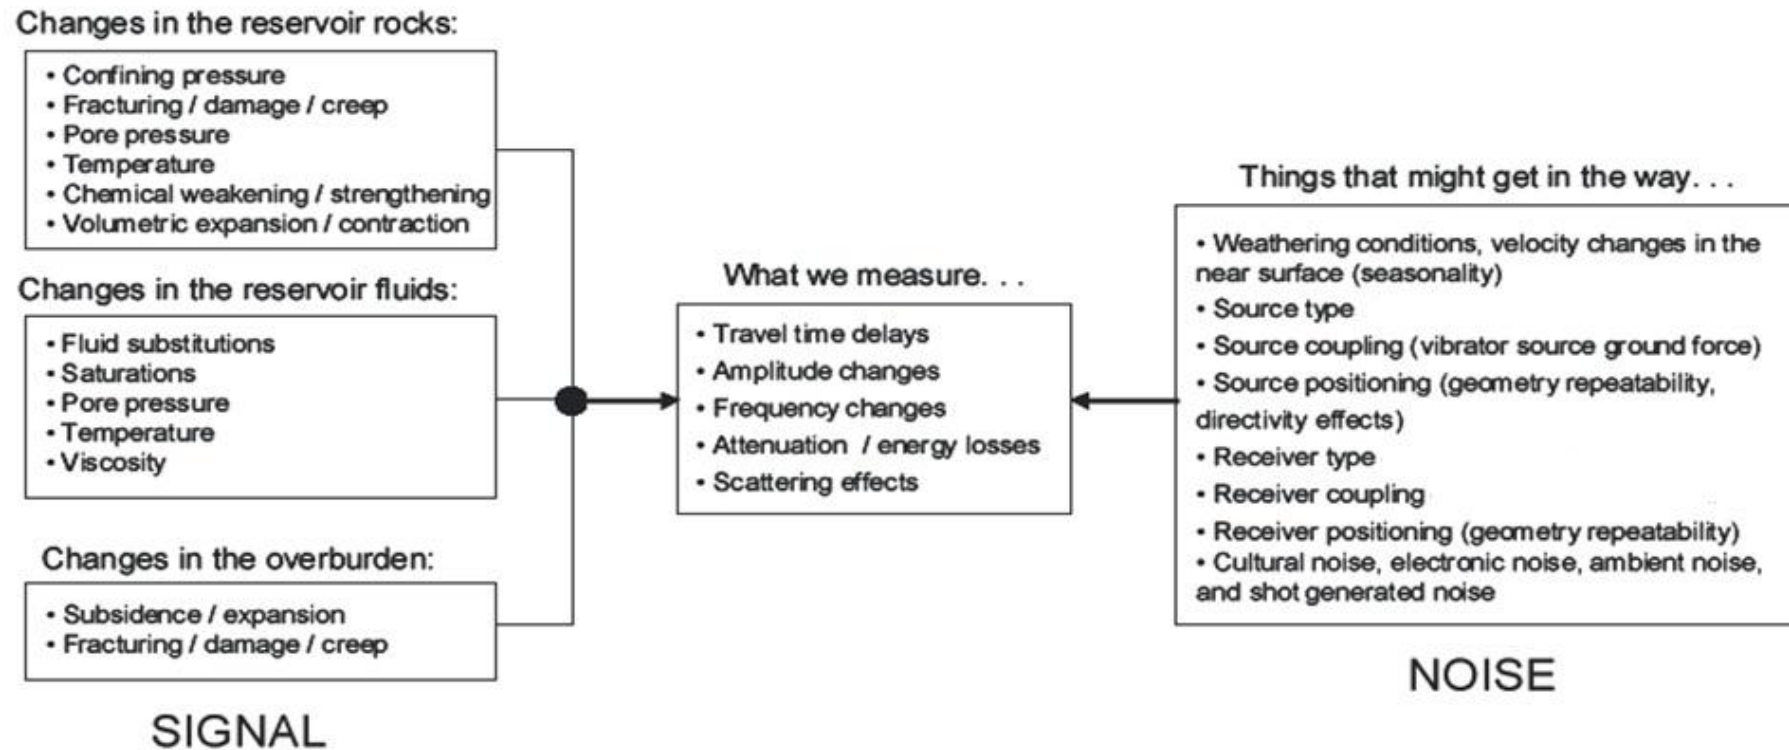 Changes in the reservoir rocks:
• Confining pressure
• Fracturing / damage / creep
• Pore pressure
• Temperature
• Chemical weakening / strengthening
• Volumetric expansion / contraction
Changes in the reservoir fluids:
• Fluid substitutions
• Saturations
• Pore pressure
• Temperature
• Viscosity
Changes in the overburden:
• Subsidence / expansion
• Fracturing / damage / creep
SIGNAL
What we measure. . .
• Travel time delays
• Amplitude changes
• Frequency changes
• Attenuation / energy losses
• Scattering effects
Things that might get in the way. . .
• Weathering conditions, velocity changes in the
near surface (seasonality)
• Source type
• Source coupling (vibrator source ground force)
• Source positioning (geometry repeatability,
directivity effects)
• Receiver type
• Receiver coupling
• Receiver positioning (geometry repeatability)
• Cultural noise, electronic noise, ambient noise,
and shot generated noise
NOISE